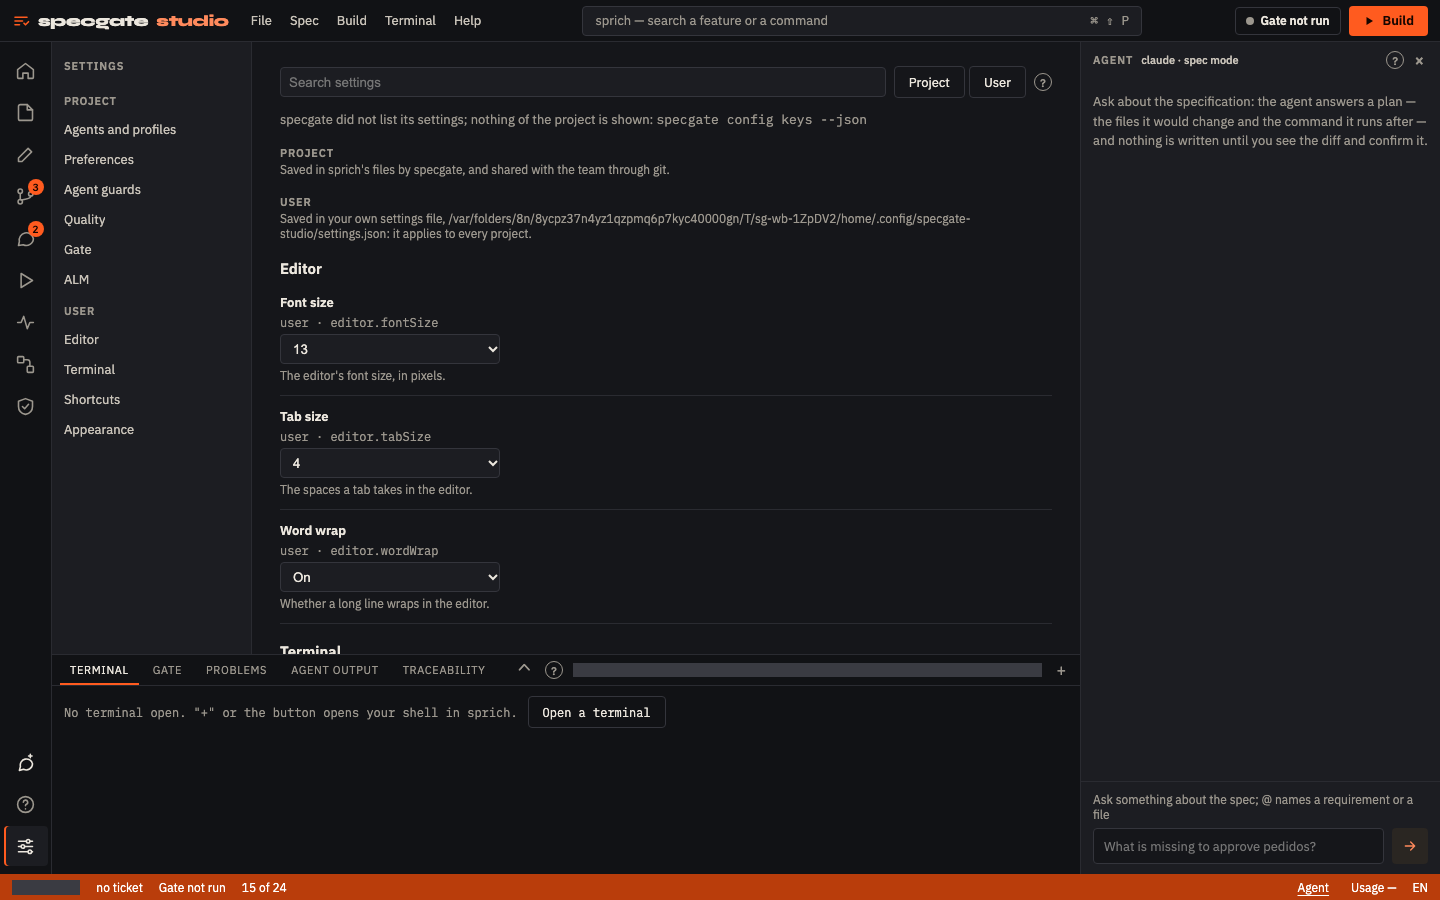 specgate studio
File Spec Build Terminal Help
sprich — search a feature or a command ⌘ ⇧ P
Gate not run
Build
3
2
SETTINGS
PROJECT
Agents and profiles
Preferences
Agent guards
Quality
Gate
ALM
USER
Editor
Terminal
Shortcuts
Appearance
Search settings
Project
User
?
specgate did not list its settings; nothing of the project is shown: specgate config keys --json
PROJECT
Saved in sprich's files by specgate, and shared with the team through git.
USER
Saved in your own settings file, /var/folders/8n/8ycpz37n4yz1qzpmq6p7kyc40000gn/T/sg-wb-1ZpDV2/home/.config/specgate-
studio/settings.json: it applies to every project.
Editor
Font size
user · editor.fontSize
13
The editor's font size, in pixels.
Tab size
user · editor.tabSize
4
The spaces a tab takes in the editor.
Word wrap
user · editor.wordWrap
On
Whether a long line wraps in the editor.
Terminal
TERMINAL GATE PROBLEMS AGENT OUTPUT TRACEABILITY ? +
No terminal open. "+" or the button opens your shell in sprich.
Open a terminal
AGENT claude · spec mode ? ×
Ask about the specification: the agent answers a plan —
the files it would change and the command it runs after —
and nothing is written until you see the diff and confirm it.
Ask something about the spec; @ names a requirement or a
file
What is missing to approve pedidos?
no ticket Gate not run 15 of 24
Agent Usage — EN